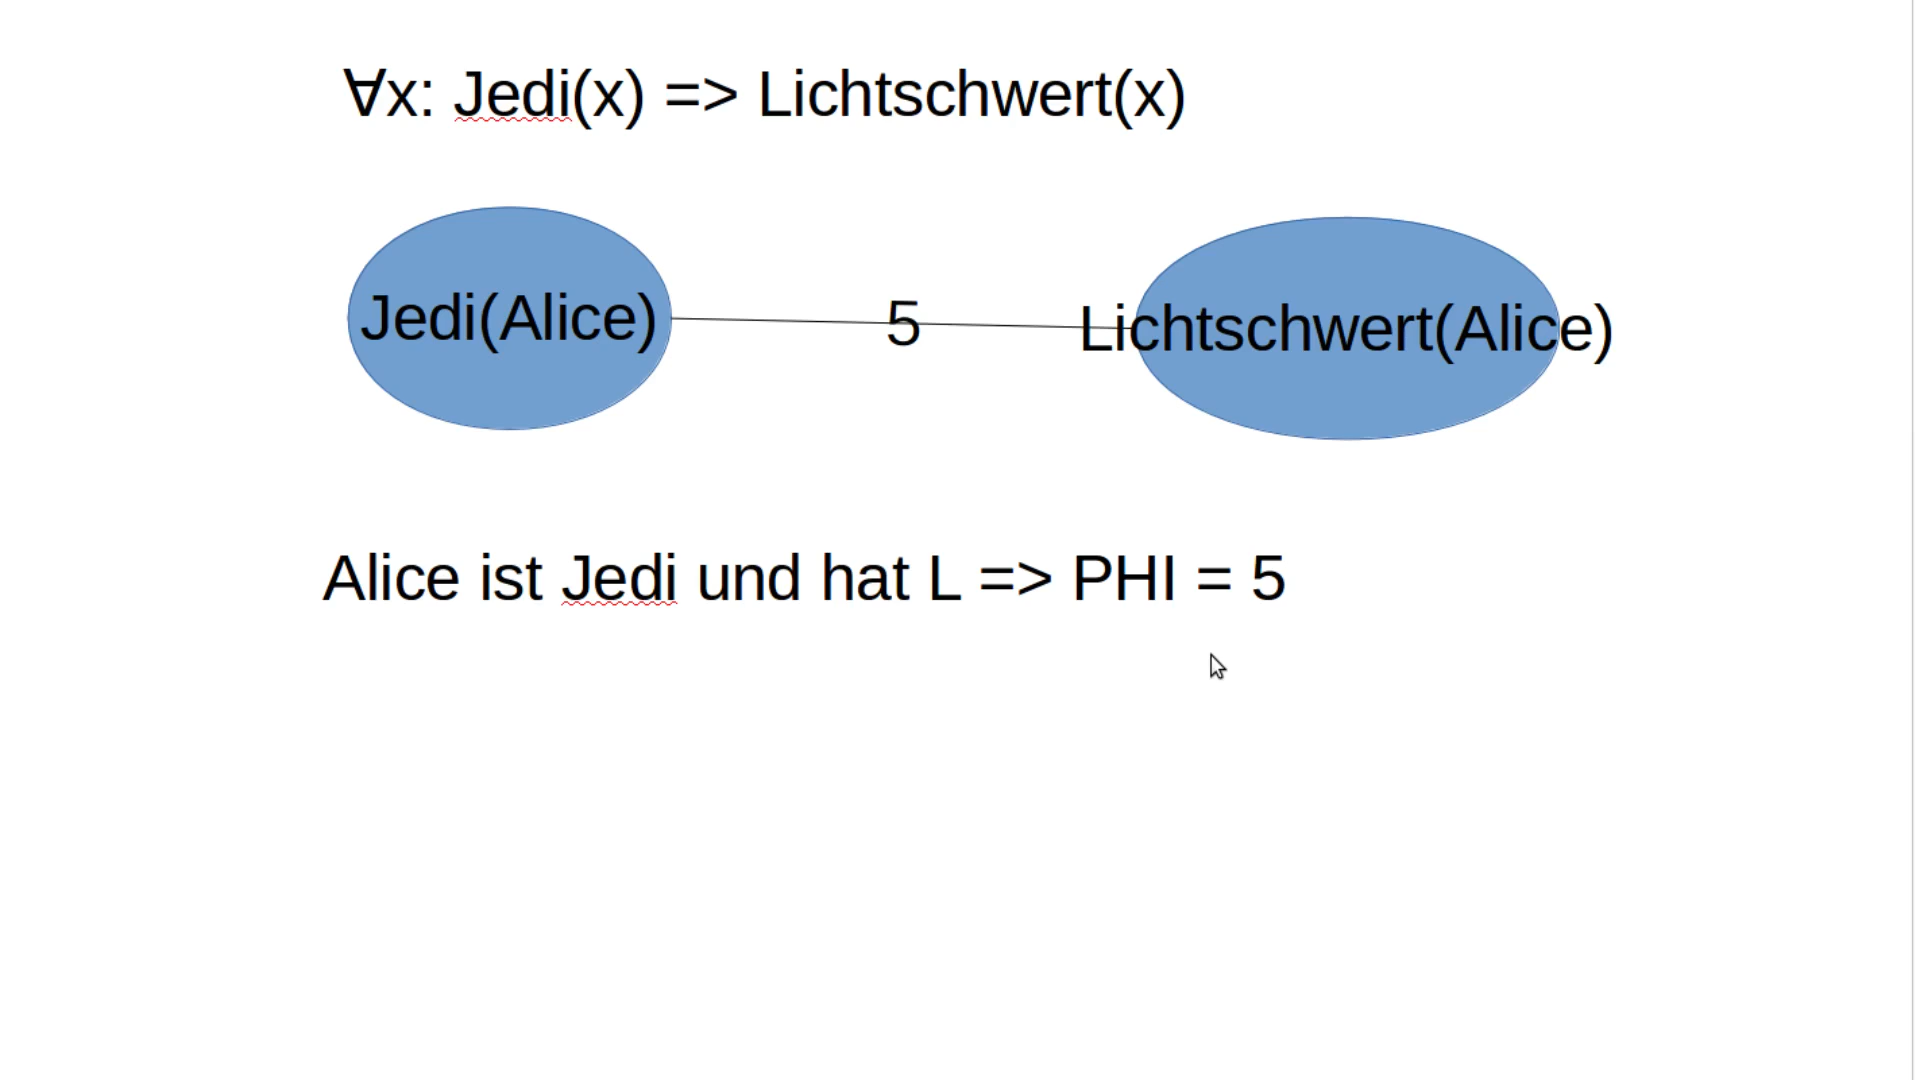 ∀x: Jedi(x) => Lichtschwert(x)
Jedi(Alice) 5 Lichtschwert(Alice)
Alice ist Jedi und hat L => PHI = 5